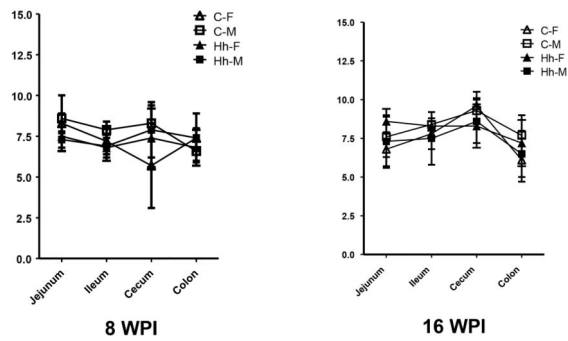 15.0
12.5
10.0
7.5
5.0
2.5
0.0
C-F
C-M
Hh-F
Hh-M
Jejunum
Ileum
Cecum
Colon
8 WPI
15.0
12.5
10.0
7.5
5.0
2.5
0.0
C-F
C-M
Hh-F
Hh-M
Jejunum
Ileum
Cecum
Colon
16 WPI